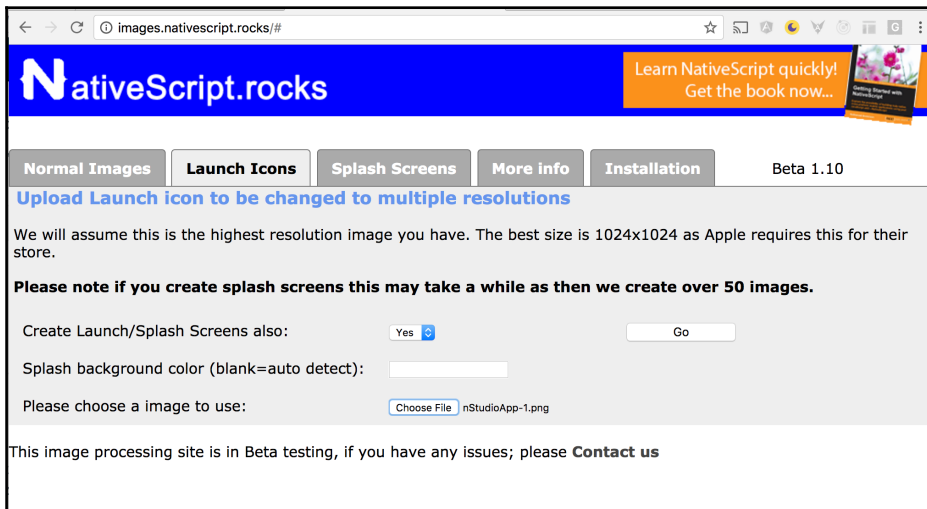 images.nativescript.rocks/#
NativeScript.rocks
Learn NativeScript quickly!
Get the book now...
Getting Started with
NativeScript
Normal Images
Launch Icons
Splash Screens
More info
Installation
Beta 1.10
Upload Launch icon to be changed to multiple resolutions
We will assume this is the highest resolution image you have. The best size is 1024x1024 as Apple requires this for their
store.
Please note if you create splash screens this may take a while as then we create over 50 images.
Create Launch/Splash Screens also: Yes Go
Splash background color (blank=auto detect):
Please choose a image to use: Choose File nStudioApp-1.png
This image processing site is in Beta testing, if you have any issues; please Contact us